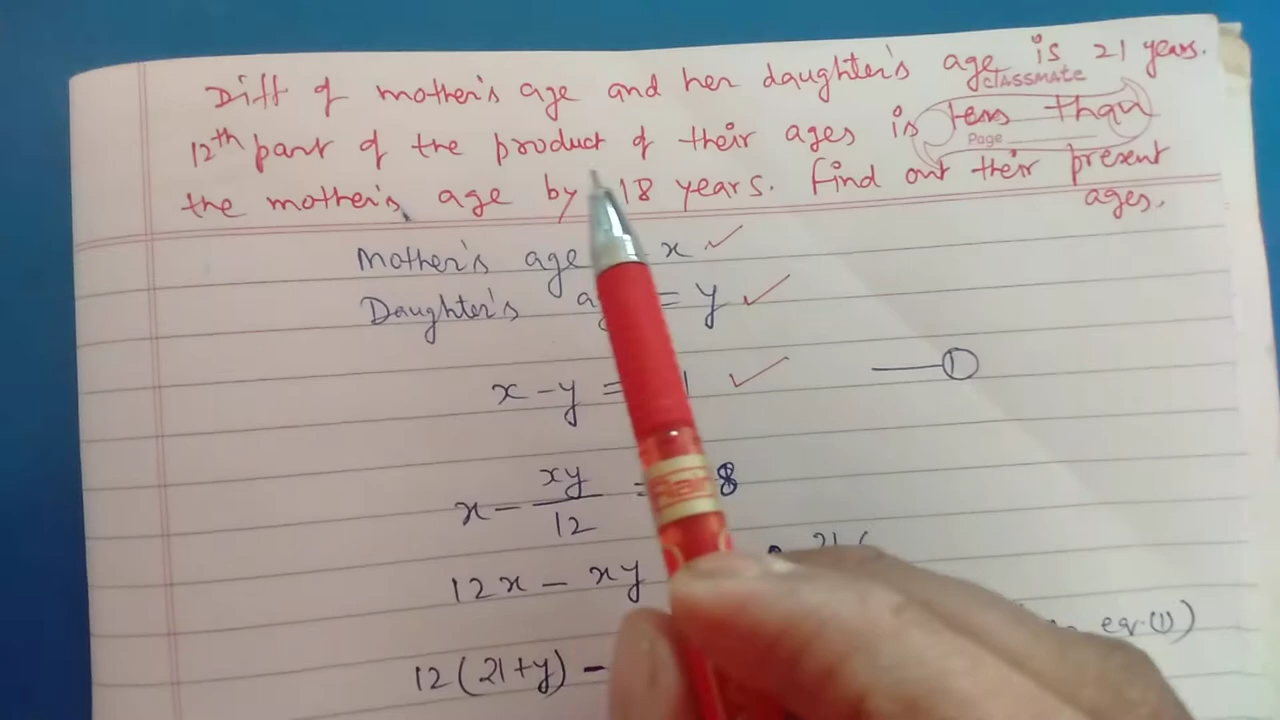 Diff of mother's age and her daughter's age is 21 years.
CLASSMATE
12th part of the product of their ages is less than
Page
the mother's age by 18 years. Find out their present
ages.
Mother's age x ✓
Daughter's = y ✓
x - y = 1 ✓ —①
x - xy/12 = 8
12x - xy
eq.(1)
12(21+y) -